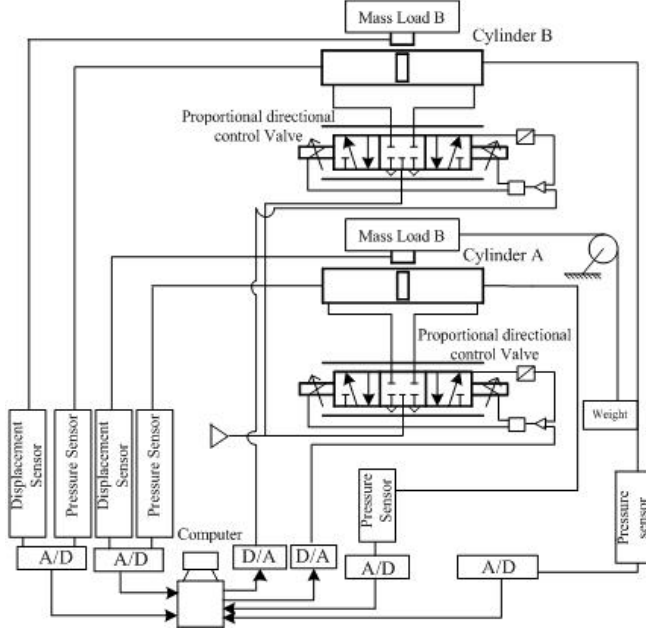 Mass Load B
Cylinder B
Proportional directional
control Valve
Mass Load B
Cylinder A
Proportional directional
control Valve
Weight
Displacement
Sensor
Pressure Sensor
Displacement
Sensor
Pressure Sensor
Pressure
Sensor
Pressure
sensor
Computer
A/D
A/D
D/A
D/A
A/D
A/D